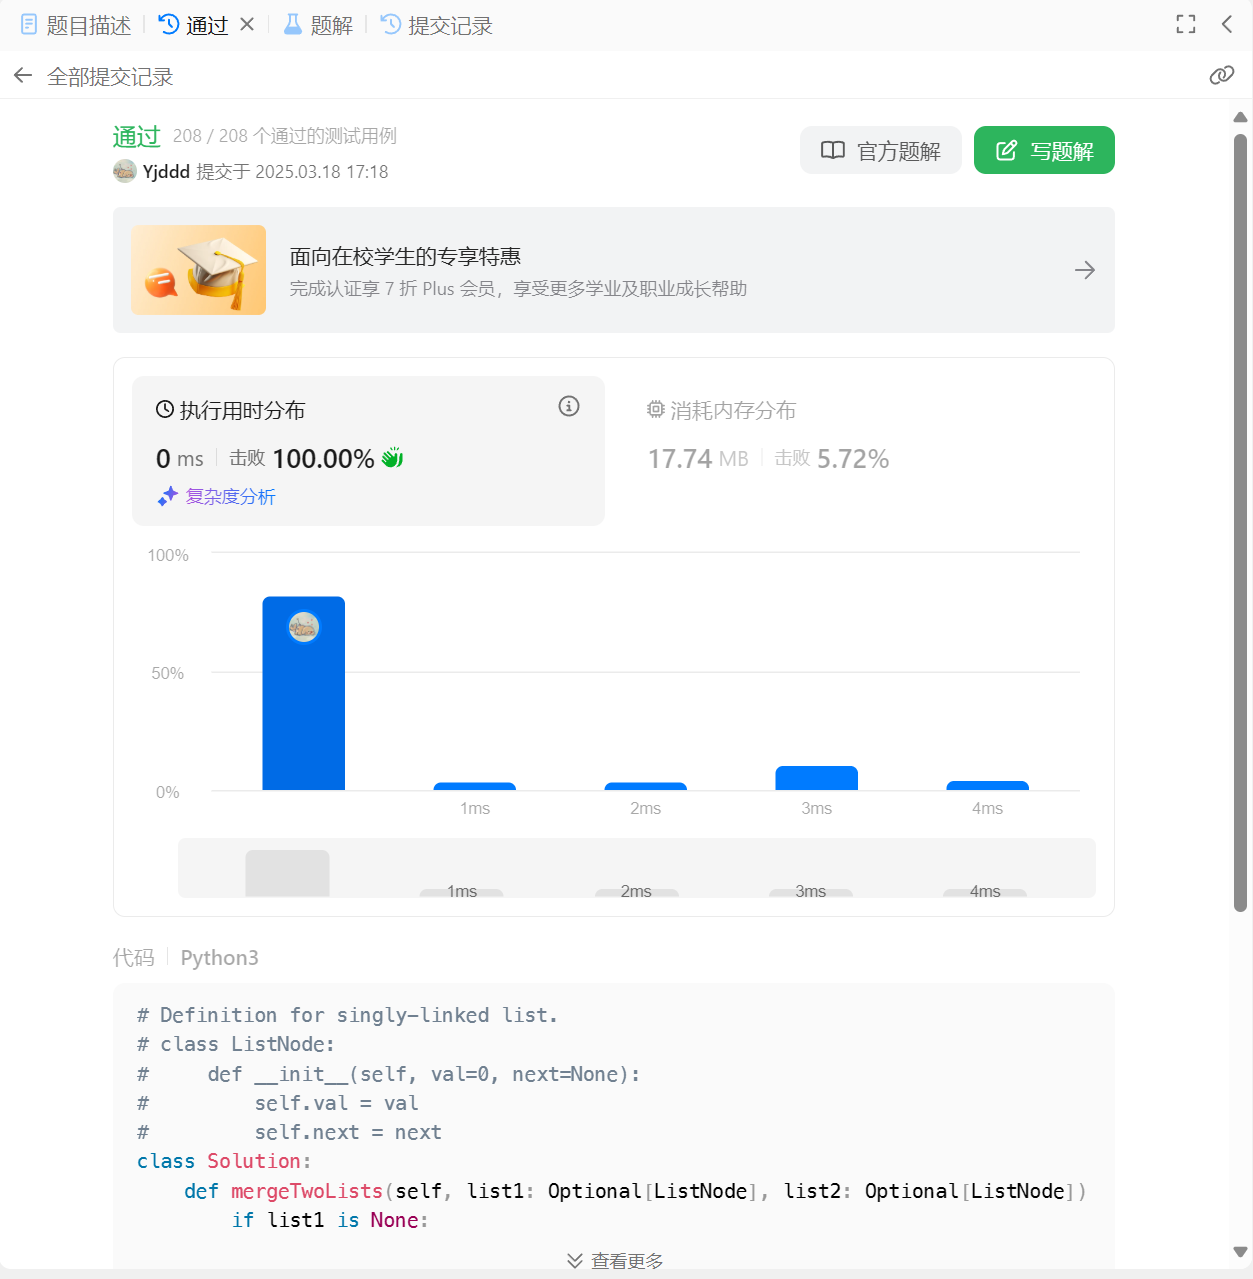 题目描述 通过 题解 提交记录
全部提交记录
通过 208 / 208 个通过的测试用例
Yjddd 提交于 2025.03.18 17:18
官方题解 写题解
面向在校学生的专享特惠
完成认证享 7 折 Plus 会员，享受更多学业及职业成长帮助
执行用时分布
0 ms 击败 100.00%
复杂度分析
消耗内存分布
17.74 MB 击败 5.72%
100%
50%
0%
1ms 2ms 3ms 4ms
1ms 2ms 3ms 4ms
代码 Python3
# Definition for singly-linked list.
# class ListNode:
#     def __init__(self, val=0, next=None):
#         self.val = val
#         self.next = next
class Solution:
    def mergeTwoLists(self, list1: Optional[ListNode], list2: Optional[ListNode])
        if list1 is None:
查看更多